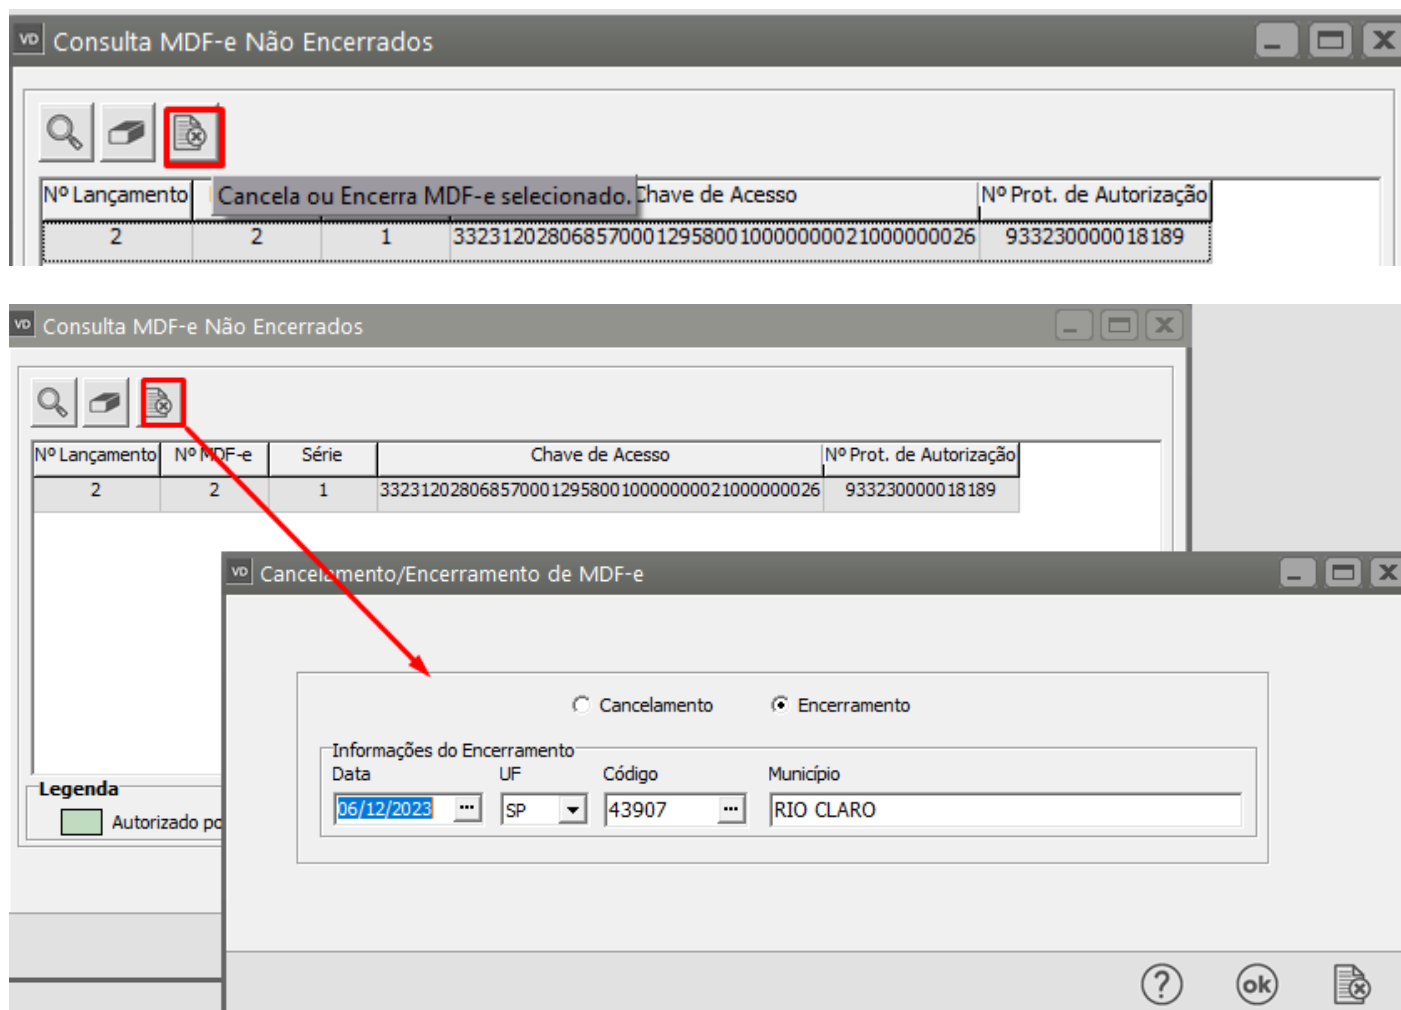 VD Consulta MDF-e Não Encerrados
Cancela ou Encerra MDF-e selecionado.
Nº Lançamento Chave de Acesso Nº Prot. de Autorização
2 2 1 33231202806857000129580010000000021000000026 933230000018189
VD Consulta MDF-e Não Encerrados
Nº Lançamento Nº MDF-e Série Chave de Acesso Nº Prot. de Autorização
2 2 1 33231202806857000129580010000000021000000026 933230000018189
VD Cancelamento/Encerramento de MDF-e
Cancelamento Encerramento
Informações do Encerramento
Data UF Código Município
06/12/2023 ... SP 43907 ... RIO CLARO
Legenda
Autorizado po
? ok